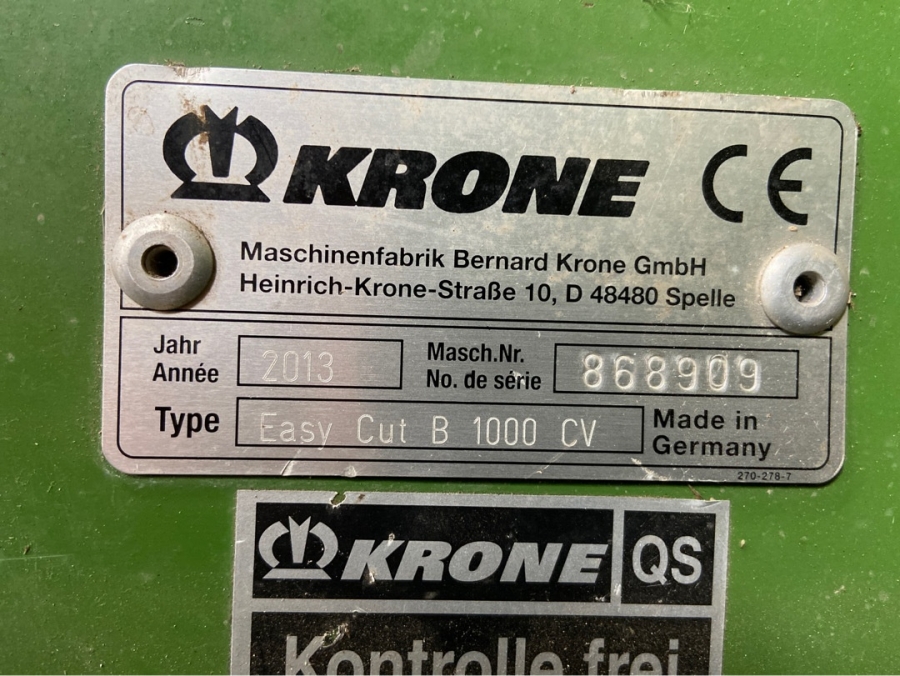 KRONE CE
Maschinenfabrik Bernard Krone GmbH
Heinrich-Krone-Straße 10, D 48480 Spelle
Jahr
Année
2013
Masch.Nr.
No. de série
868909
Type
Easy Cut B 1000 CV
Made in
Germany
270-278-7
KRONE QS
Kontrolle frei